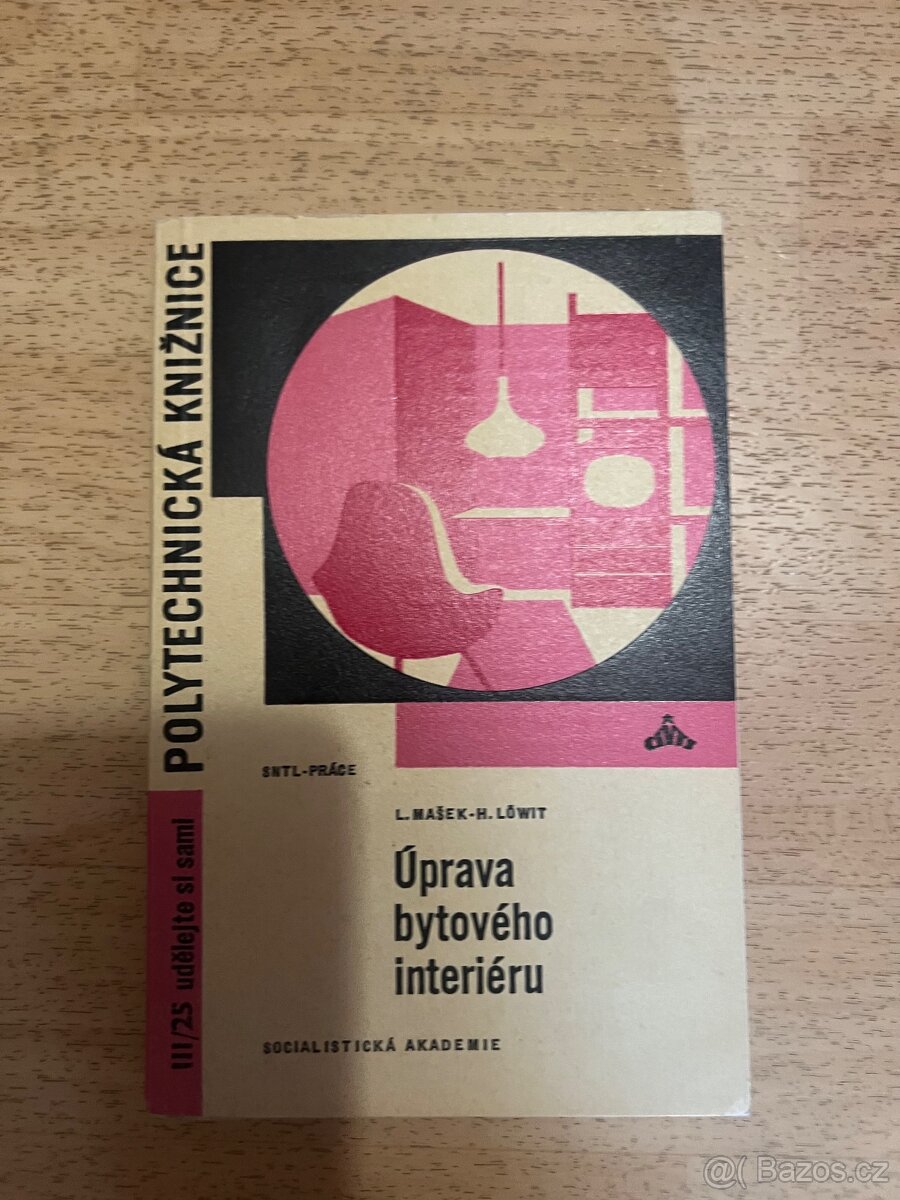 POLYTECHNICKÁ KNIŽNICE
III/25 udělejte si sami
SNTL-PRÁCE
L. MAŠEK-H. LÖWIT
Úprava
bytového
interiéru
SOCIALISTICKÁ AKADEMIE
@( Bazos.cz